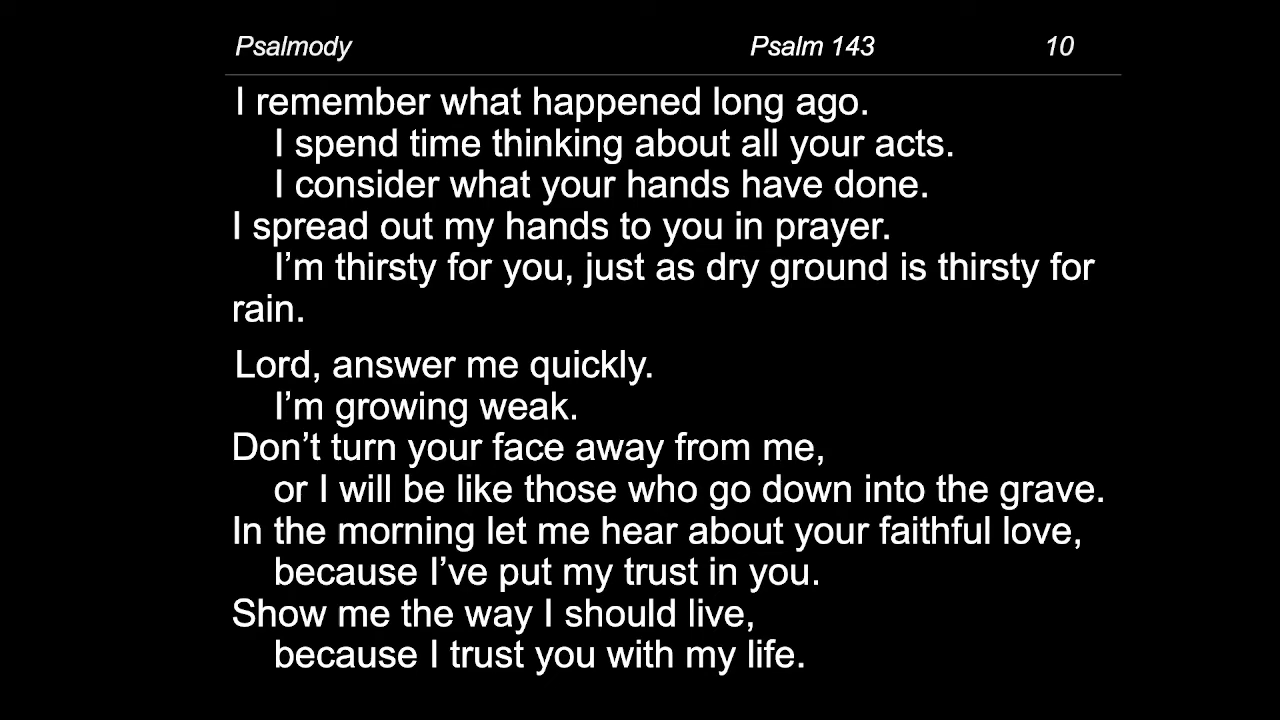 Psalmody Psalm 143 10
I remember what happened long ago.
I spend time thinking about all your acts.
I consider what your hands have done.
I spread out my hands to you in prayer.
I’m thirsty for you, just as dry ground is thirsty for
rain.
Lord, answer me quickly.
I’m growing weak.
Don’t turn your face away from me,
or I will be like those who go down into the grave.
In the morning let me hear about your faithful love,
because I’ve put my trust in you.
Show me the way I should live,
because I trust you with my life.